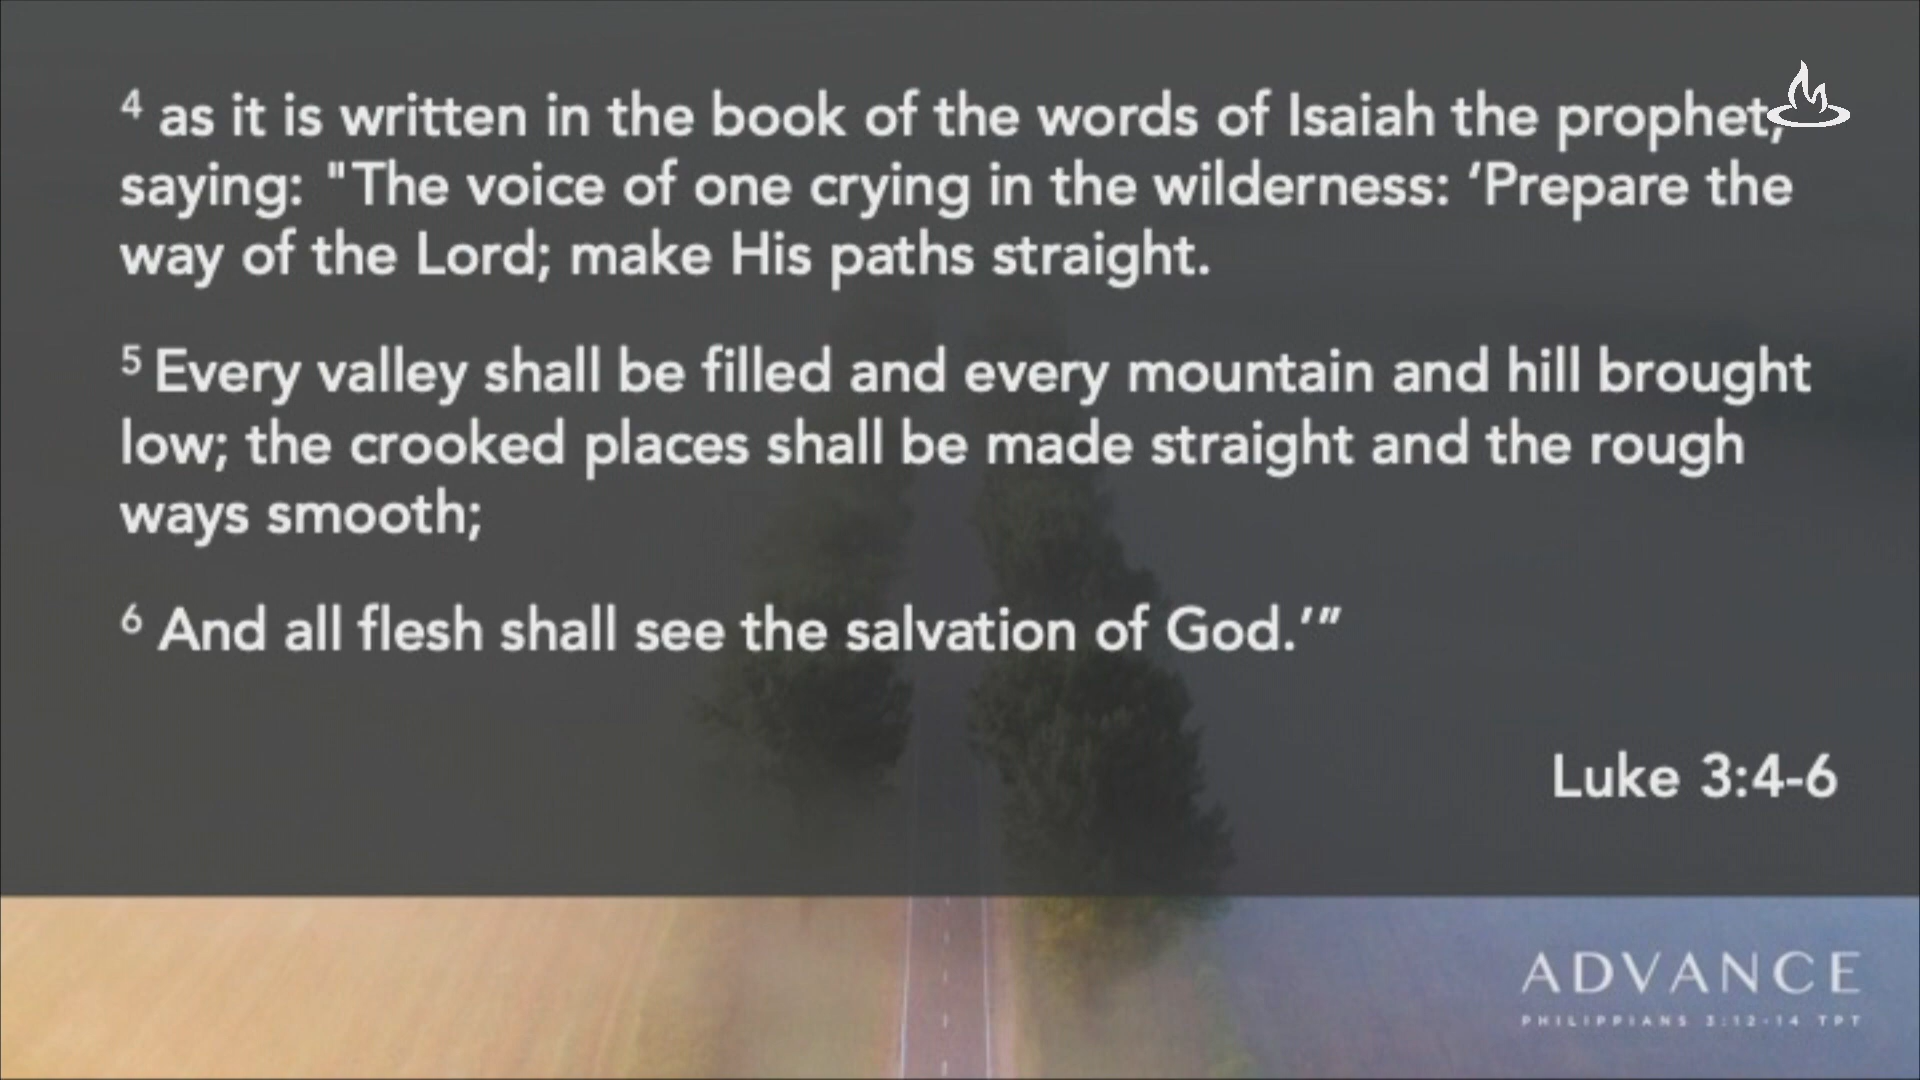 4 as it is written in the book of the words of Isaiah the prophet,
saying: "The voice of one crying in the wilderness: ‘Prepare the
way of the Lord; make His paths straight.
5 Every valley shall be filled and every mountain and hill brought
low; the crooked places shall be made straight and the rough
ways smooth;
6 And all flesh shall see the salvation of God.’”
Luke 3:4-6
ADVANCE
PHILIPPIANS 3:12-14 TPT